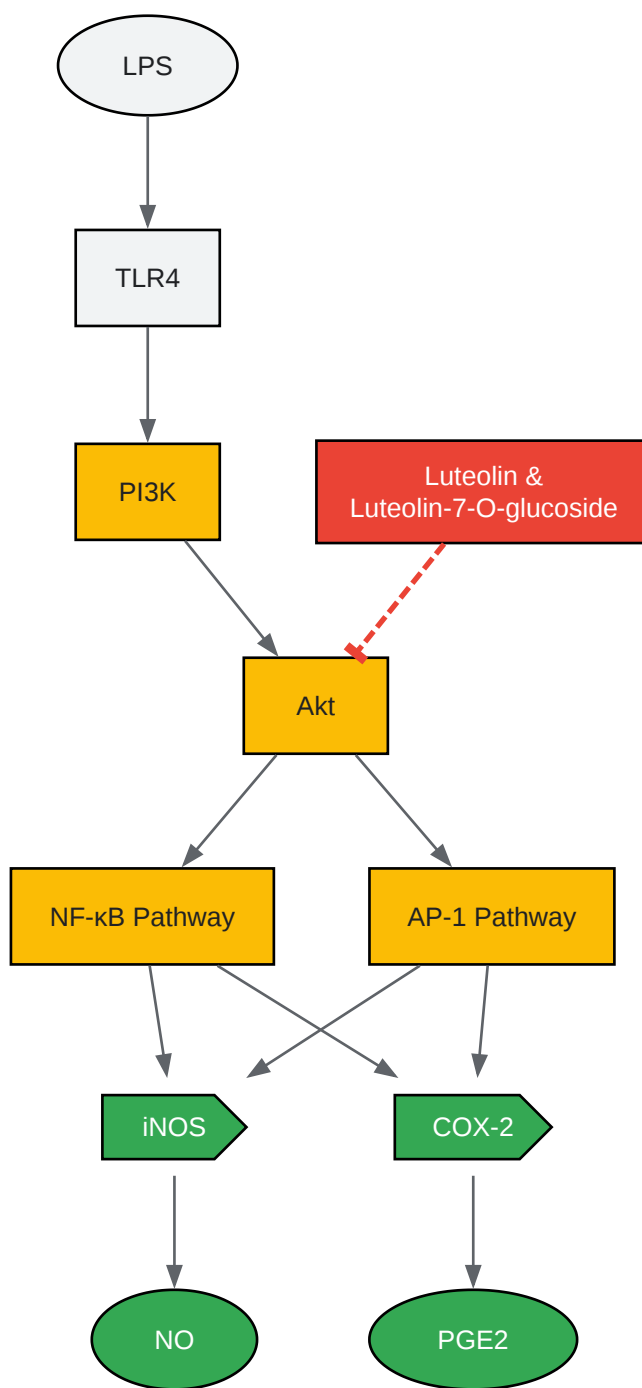 LPS
TLR4
PI3K
Luteolin &
Luteolin-7-O-glucoside
Akt
NF-κB Pathway
AP-1 Pathway
iNOS
COX-2
NO
PGE2